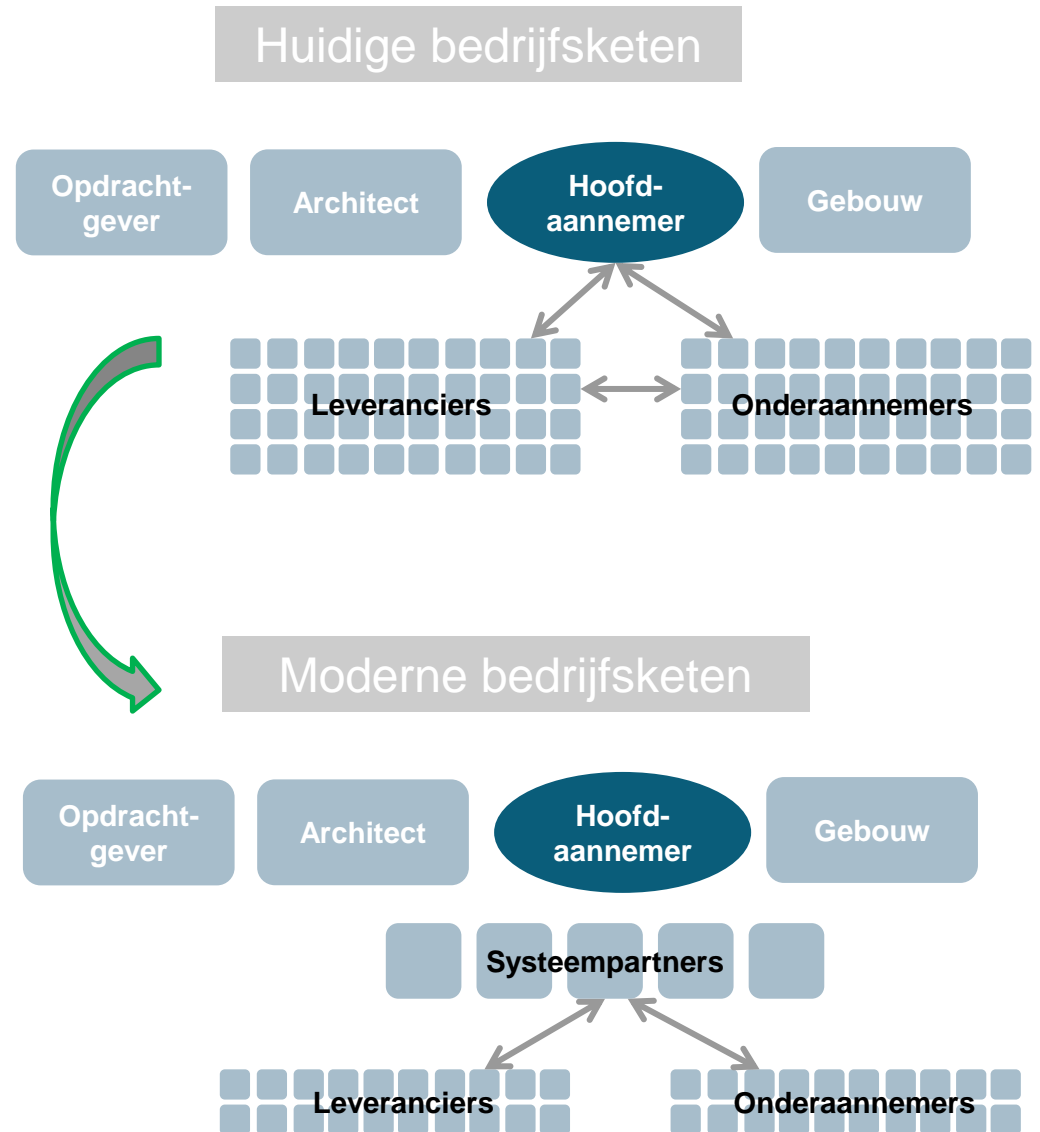 Huidige bedrijfsketen
Opdracht-
gever
Architect
Hoofd-
aannemer
Gebouw
Leveranciers
Onderaannemers
Moderne bedrijfsketen
Opdracht-
gever
Architect
Hoofd-
aannemer
Gebouw
Systeempartners
Leveranciers
Onderaannemers